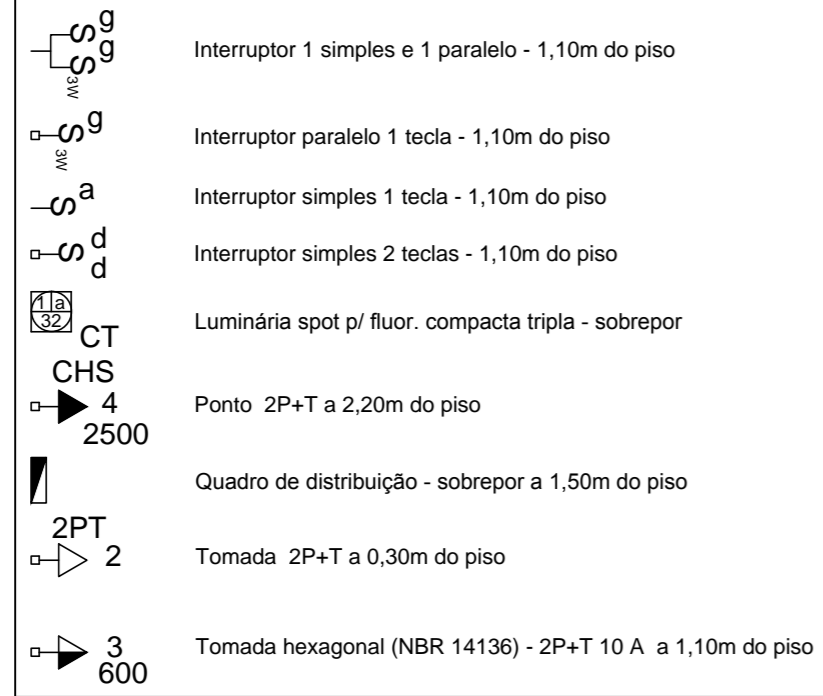 S g
S g
3W
Interruptor 1 simples e 1 paralelo - 1,10m do piso
S g
3W
Interruptor paralelo 1 tecla - 1,10m do piso
S a
Interruptor simples 1 tecla - 1,10m do piso
S d
d
Interruptor simples 2 teclas - 1,10m do piso
1 a
32
CT
Luminária spot p/ fluor. compacta tripla - sobrepor
CHS
4
2500
Ponto 2P+T a 2,20m do piso
Quadro de distribuição - sobrepor a 1,50m do piso
2PT
2
Tomada 2P+T a 0,30m do piso
3
600
Tomada hexagonal (NBR 14136) - 2P+T 10 A a 1,10m do piso